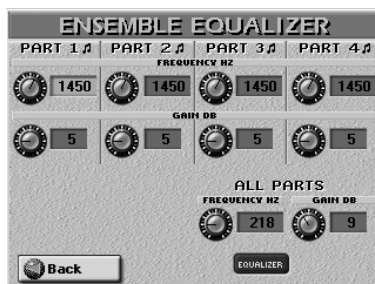 ENSEMBLE EQUALIZER
PART 1♫ PART 2♫ PART 3♫ PART 4♫
FREQUENCY HZ
1450 1450 1450 1450
GAIN DB
5 5 5 5
ALL PARTS
FREQUENCY HZ GAIN DB
218 9
Back EQUALIZER